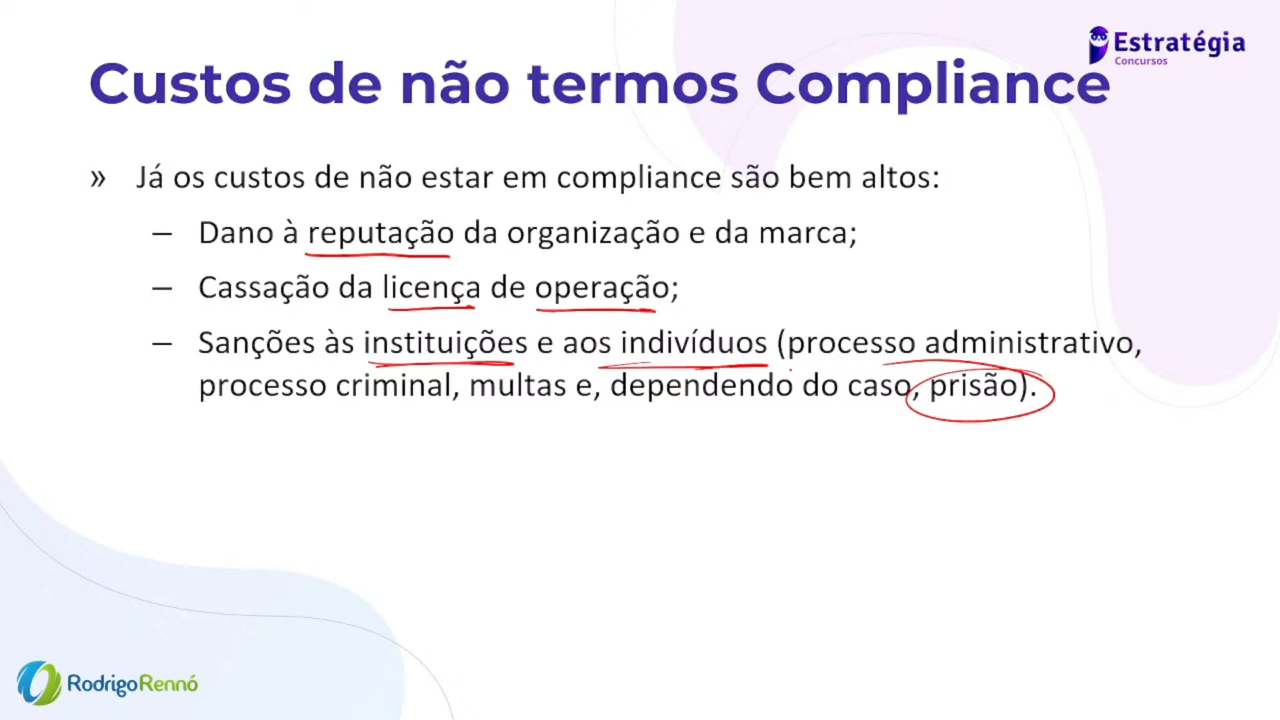 Estratégia
Concursos
Custos de não termos Compliance
» Já os custos de não estar em compliance são bem altos:
– Dano à reputação da organização e da marca;
– Cassação da licença de operação;
– Sanções às instituições e aos indivíduos (processo administrativo,
processo criminal, multas e, dependendo do caso, prisão).
RodrigoRennó